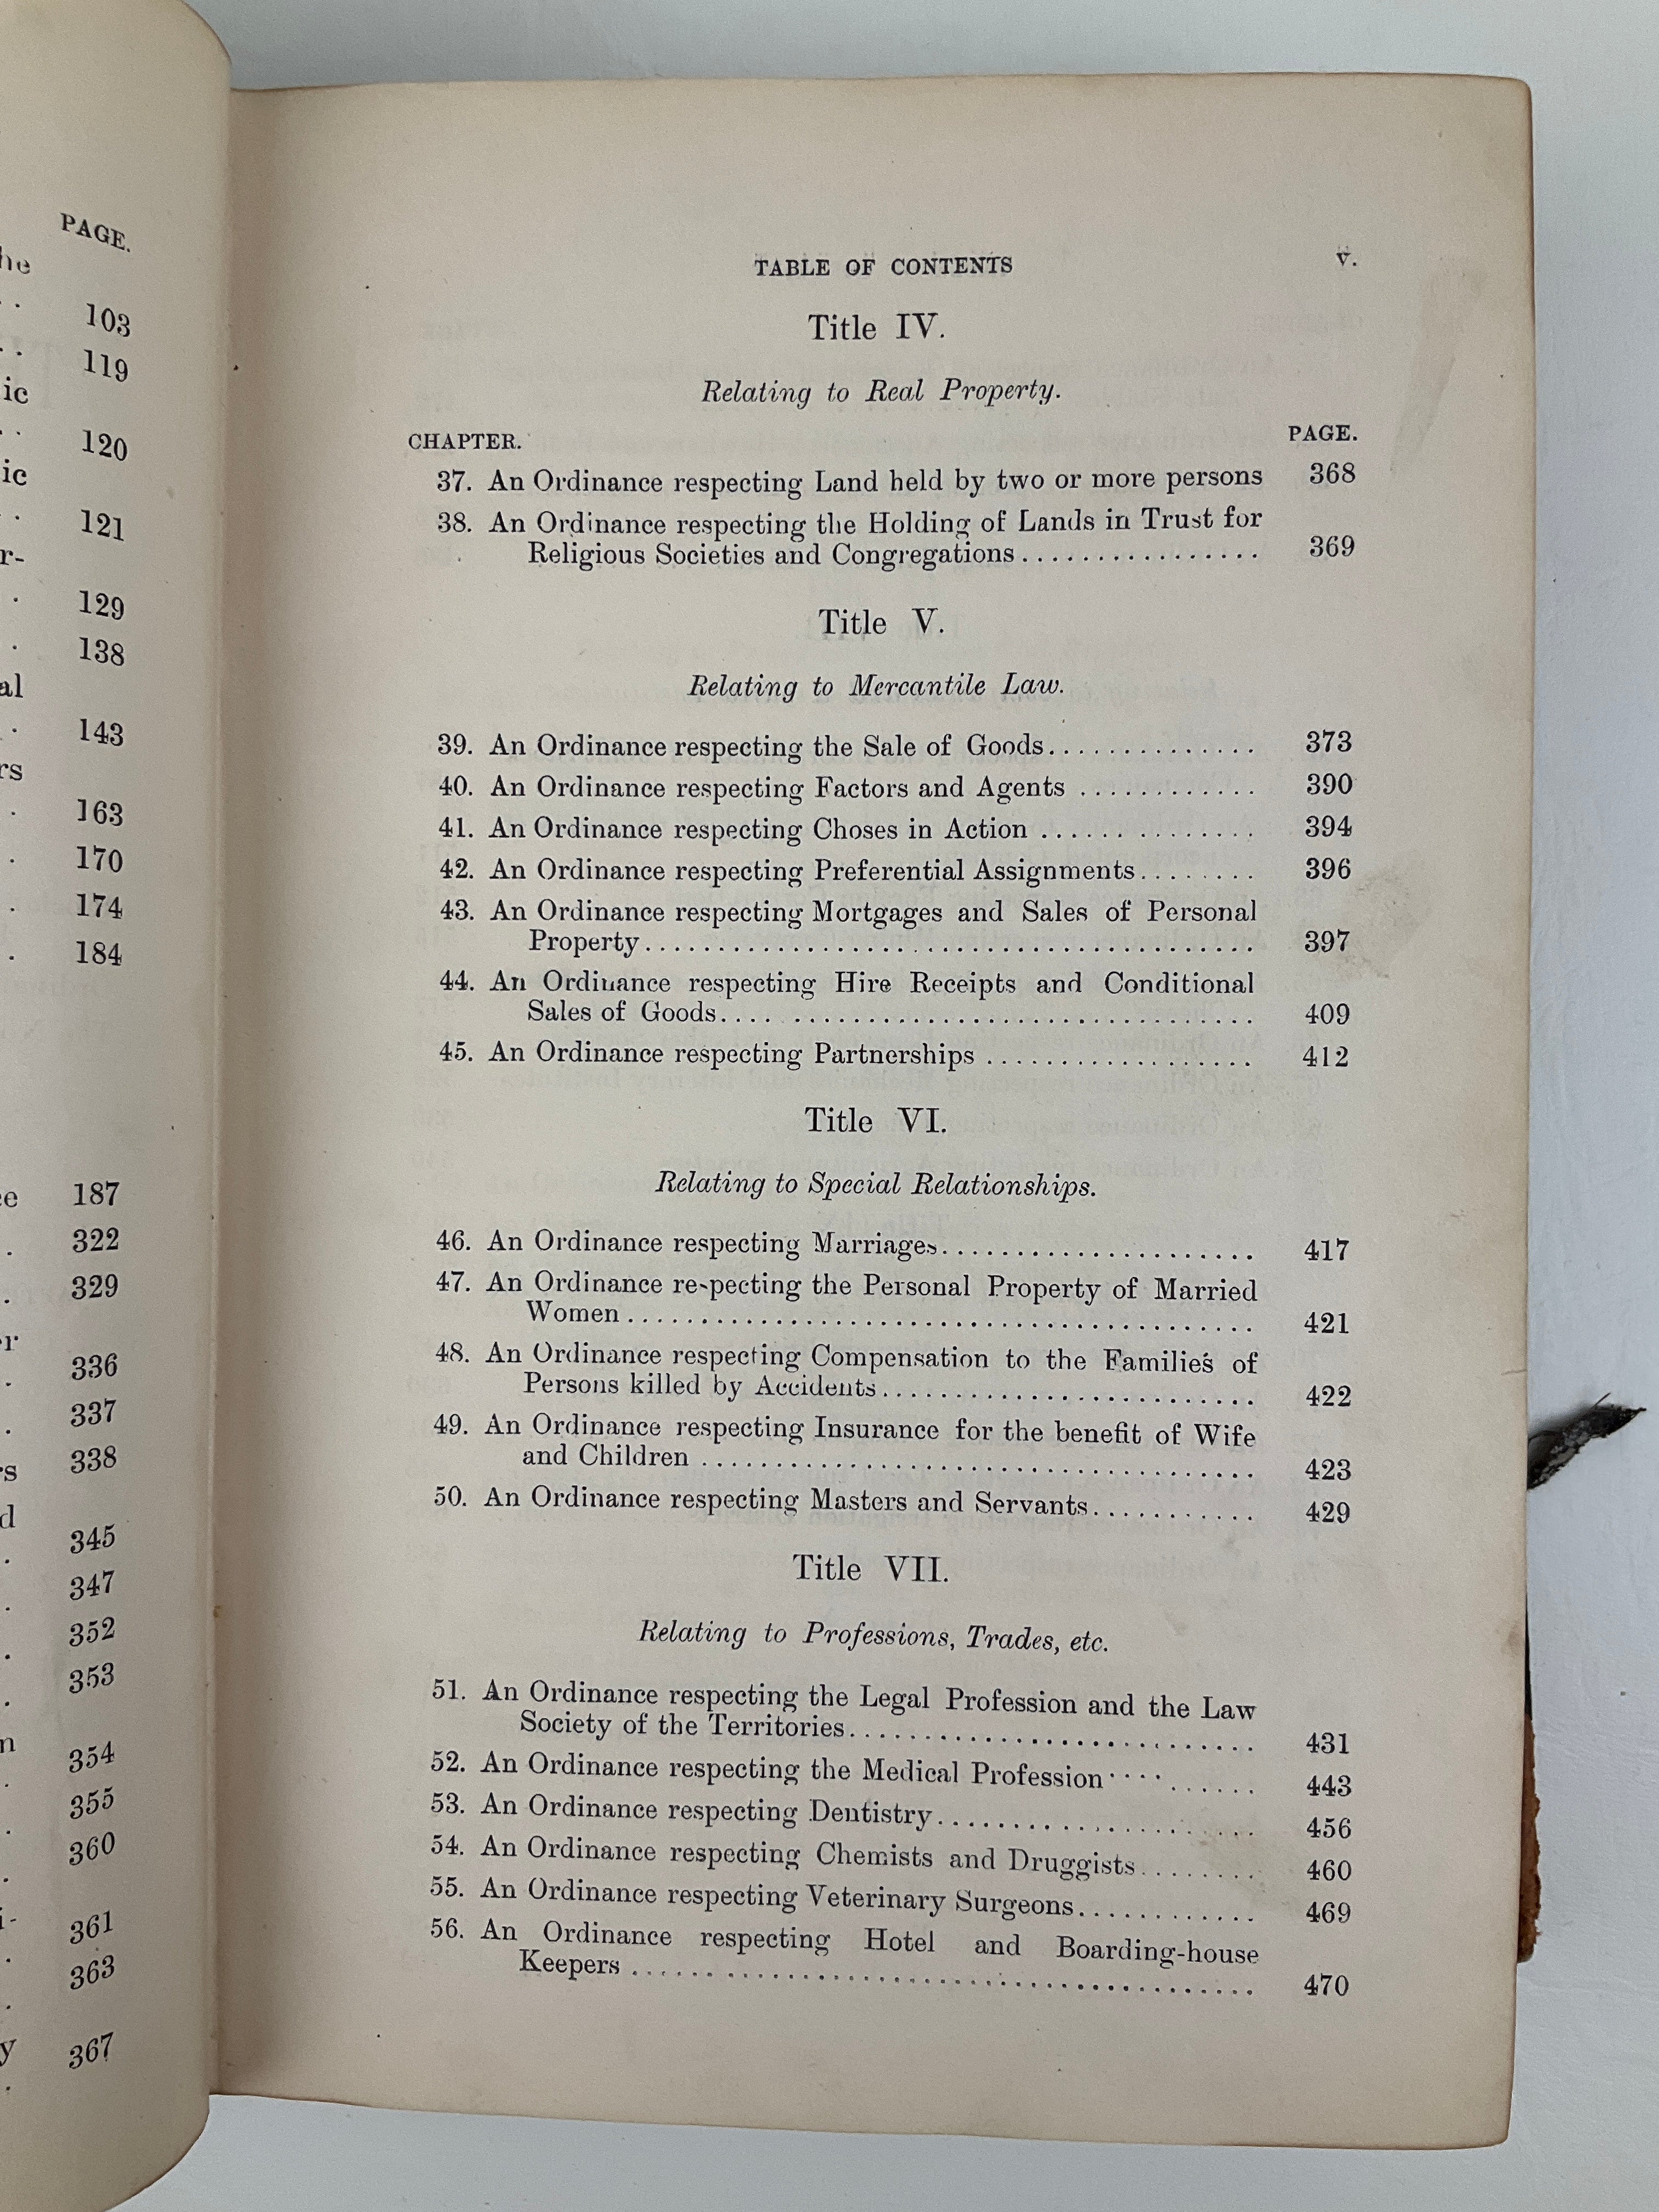 PAGE.
he
103
119
ic
120
ic
121
r-
129
138
al
143
rs
163
170
174
184
187
322
329
er
336
337
338
rs
d
345
347
352
353
n
354
355
360
i-
361
363
y
367
TABLE OF CONTENTS v.
Title IV.
Relating to Real Property.
CHAPTER. PAGE.
37. An Ordinance respecting Land held by two or more persons 368
38. An Ordinance respecting the Holding of Lands in Trust for
Religious Societies and Congregations................ 369
Title V.
Relating to Mercantile Law.
39. An Ordinance respecting the Sale of Goods.............. 373
40. An Ordinance respecting Factors and Agents ............ 390
41. An Ordinance respecting Choses in Action .............. 394
42. An Ordinance respecting Preferential Assignments........ 396
43. An Ordinance respecting Mortgages and Sales of Personal
Property......................................... 397
44. An Ordinance respecting Hire Receipts and Conditional
Sales of Goods.... ............................... 409
45. An Ordinance respecting Partnerships .................. 412
Title VI.
Relating to Special Relationships.
46. An Ordinance respecting Marriages..................... 417
47. An Ordinance re-pecting the Personal Property of Married
Women .......................................... 421
48. An Ordinance respecting Compensation to the Families of
Persons killed by Accidents......................... 422
49. An Ordinance respecting Insurance for the benefit of Wife
and Children ..................................... 423
50. An Ordinance respecting Masters and Servants........... 429
Title VII.
Relating to Professions, Trades, etc.
51. An Ordinance respecting the Legal Profession and the Law
Society of the Territories........................... 431
52. An Ordinance respecting the Medical Profession.......... 443
53. An Ordinance respecting Dentistry..................... 456
54. An Ordinance respecting Chemists and Druggists........ 460
55. An Ordinance respecting Veterinary Surgeons............ 469
56. An Ordinance respecting Hotel and Boarding-house
Keepers ......................................... 470